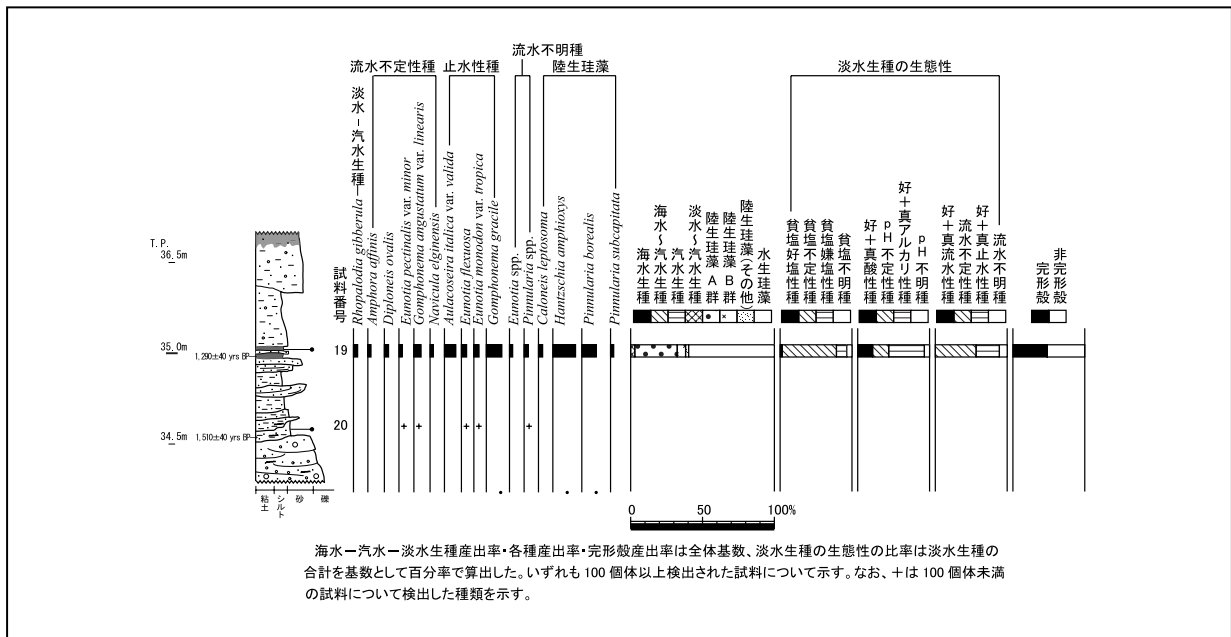 流水不明種
流水不定性種 止水性種 陸生珪藻 淡水生種の生態性
淡水－汽水生種
Rhopalodia gibberula
Amphora affinis
Diploneis ovalis
Eunotia pectinalis var. minor
Gomphonema angustatum var. linearis
Navicula elginensis
Aulacoseira italica var. valida
Eunotia flexuosa
Eunotia monodon var. tropica
Gomphonema gracile
Eunotia spp.
Pinnularia spp.
Caloneis leptosoma
Hantzschia amphioxys
Pinnularia borealis
Pinnularia subcapitata
海水生種
海水～汽水生種
汽水生種
淡水～汽水生種
陸生珪藻 A 群
陸生珪藻 B 群
陸生珪藻(その他)
水生珪藻
貧塩好塩性種
貧塩不定性種
貧塩嫌塩性種
貧塩不明種
好＋真酸性種
pH 不定性種
好＋真アルカリ性種
pH 不明種
好＋真流水性種
流水不定性種
好＋真止水性種
流水不明種
完形殻
非完形殻
試料番号
T. P.
36.5m
35.0m
1,290±40 yrs BP
19
20
+ + + + +
34.5m
1,510±40 yrs BP
粘土 シルト 砂 礫
0 50 100%
海水－汽水－淡水生種産出率・各種産出率・完形殻産出率は全体基数、淡水生種の生態性の比率は淡水生種の
合計を基数として百分率で算出した。いずれも 100 個体以上検出された試料について示す。なお、＋は 100 個体未満
の試料について検出した種類を示す。